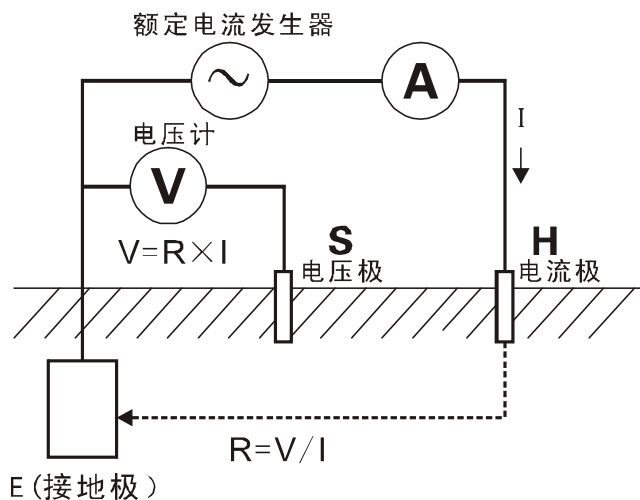 额定电流发生器
A
I
电压计
V
V=R×I
S
H
电压极
电流极
R=V/I
E(接地极)